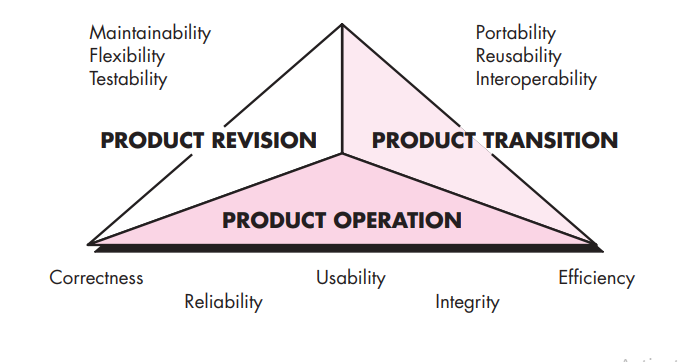 Maintainability
Flexibility
Testability
Portability
Reusability
Interoperability
PRODUCT REVISION
PRODUCT TRANSITION
PRODUCT OPERATION
Correctness
Usability
Efficiency
Reliability
Integrity